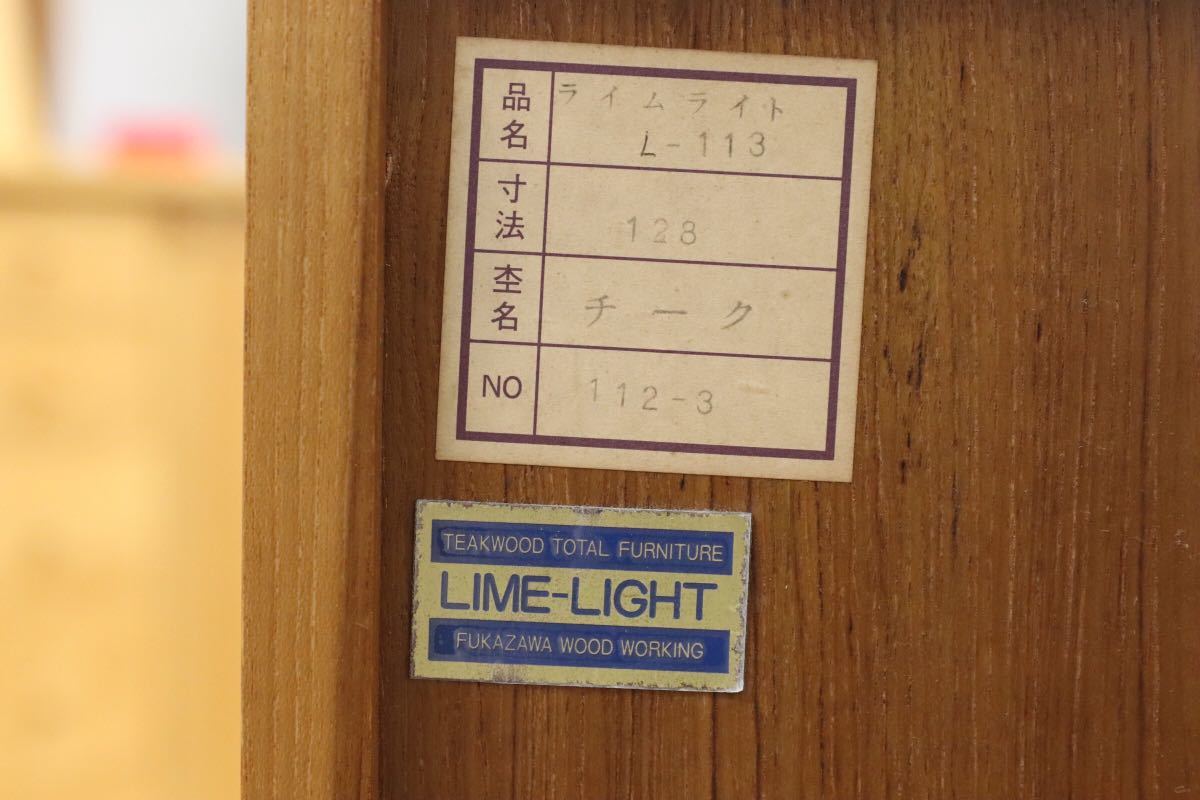 品名 ライムライト
L-113
寸法 128
杢名 チーク
NO 112-3
TEAKWOOD TOTAL FURNITURE
LIME-LIGHT
FUKAZAWA WOOD WORKING